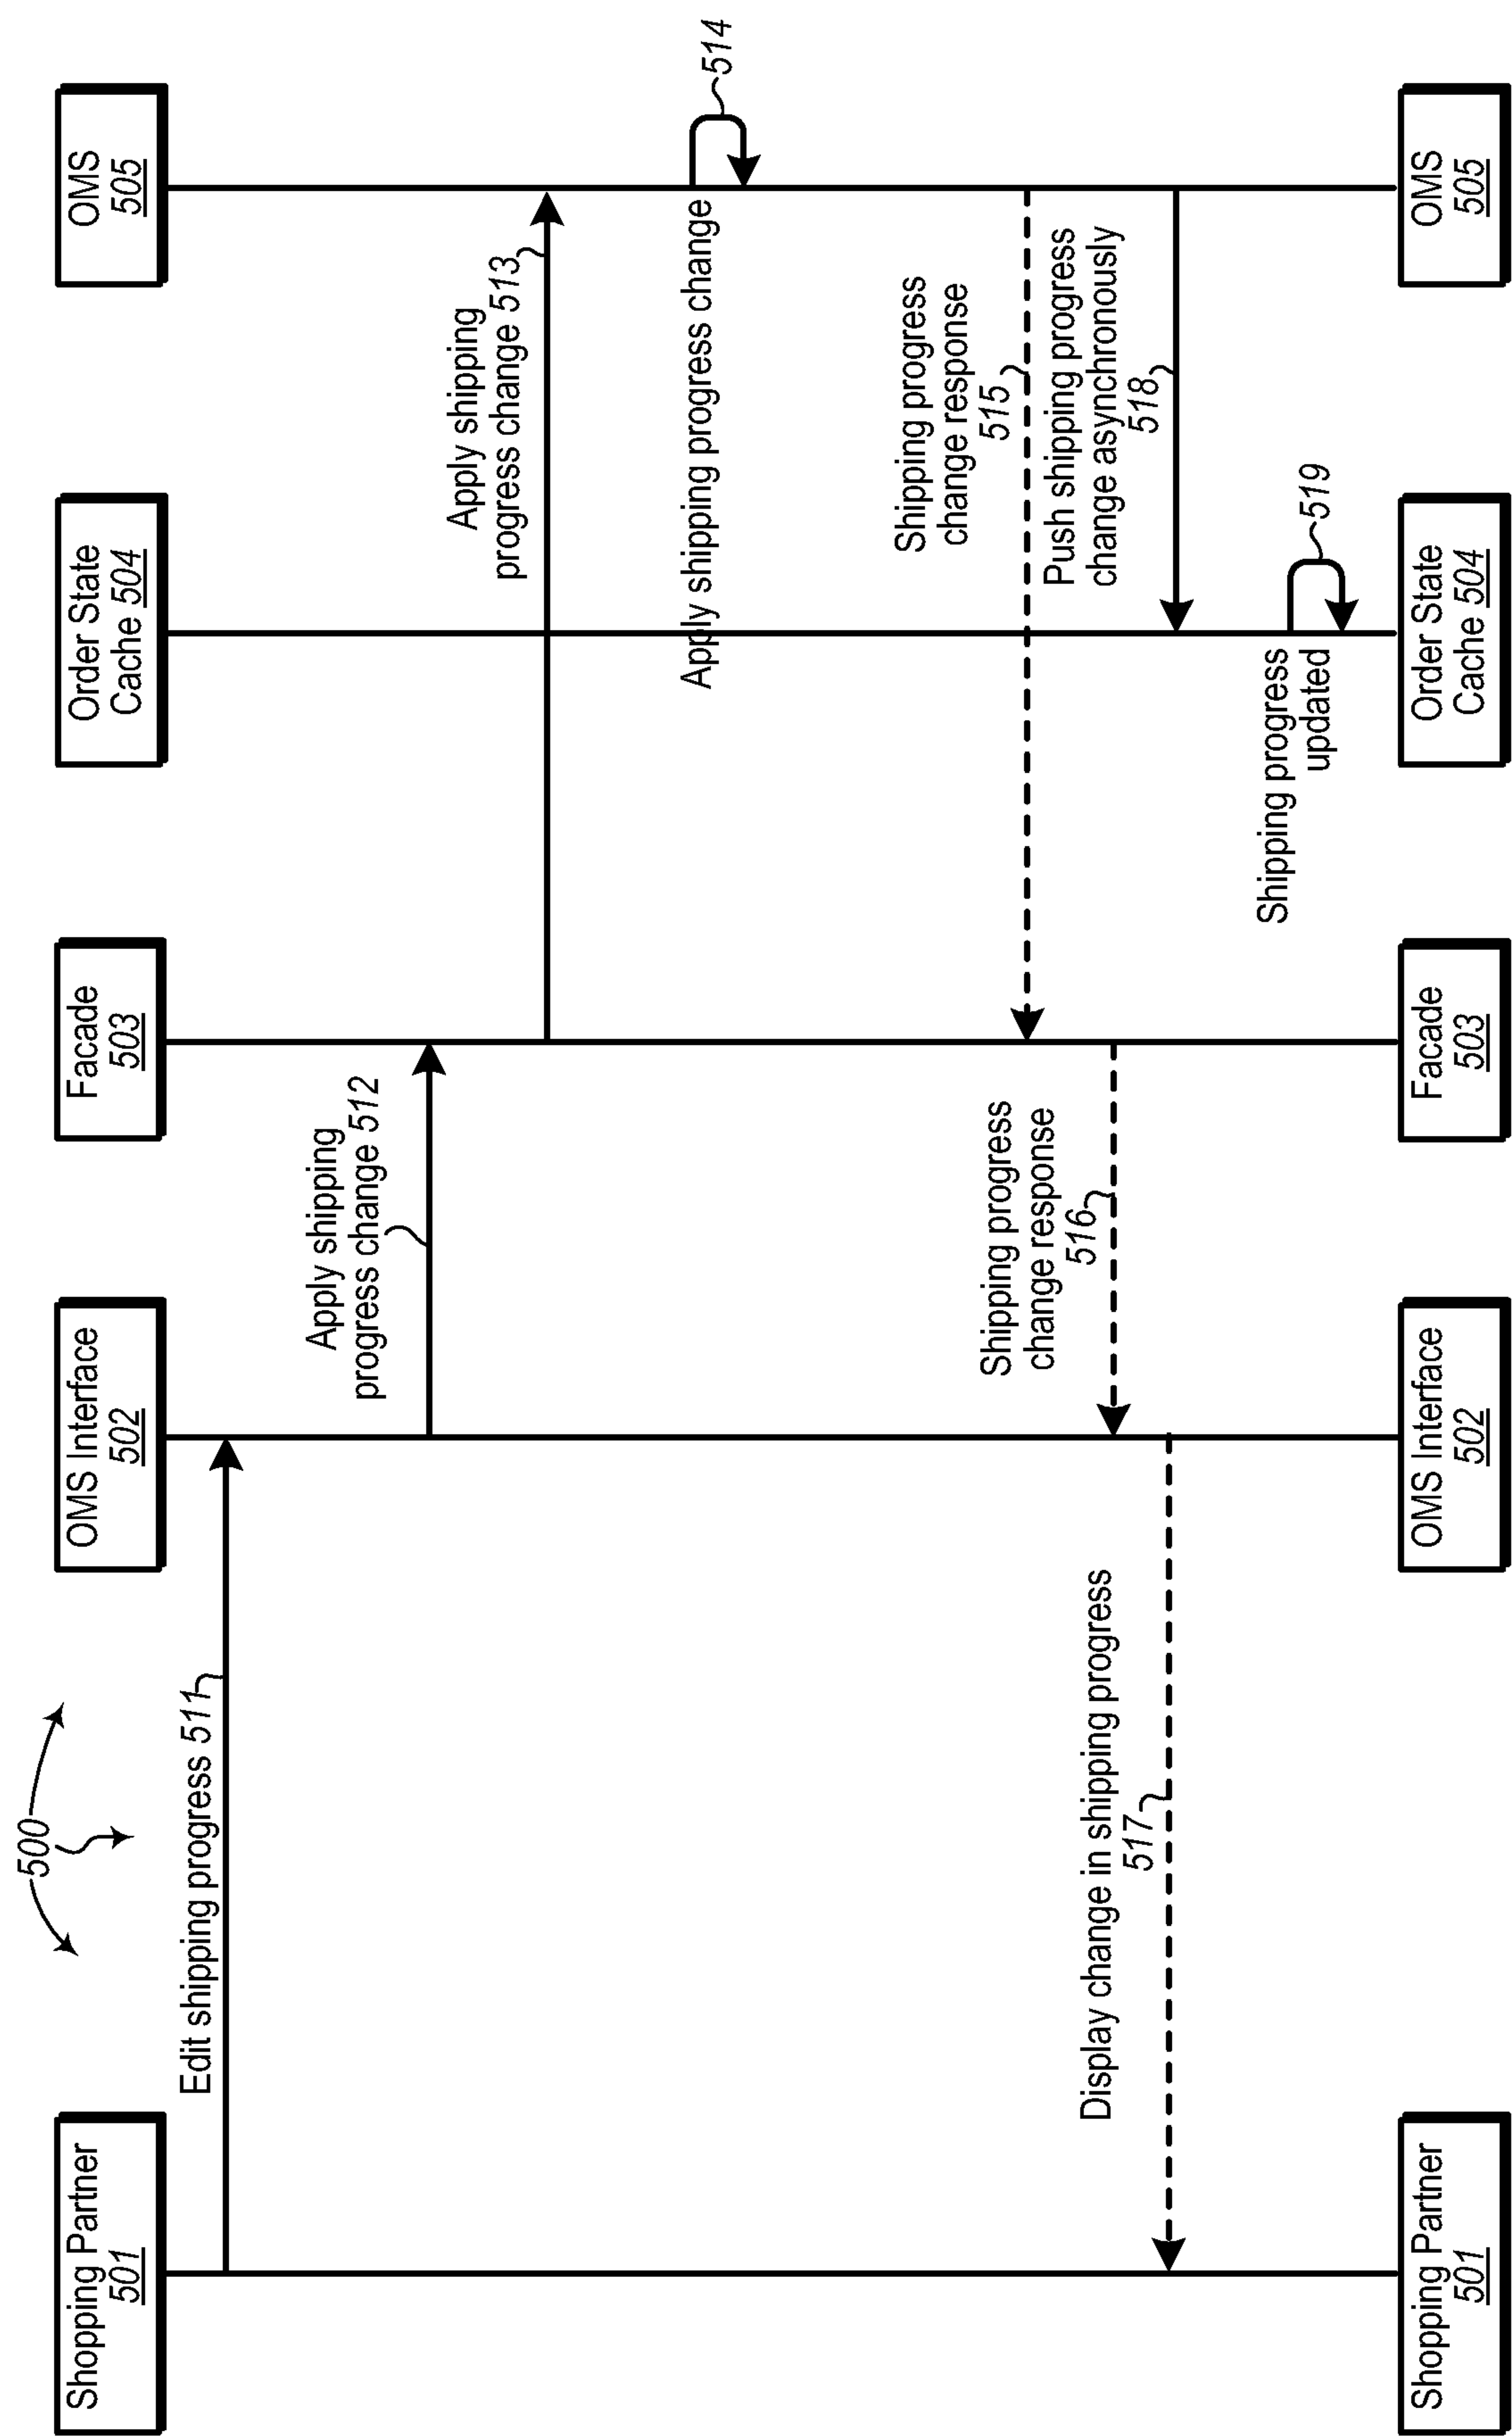 500
Shopping Partner
501
OMS Interface
502
Facade
503
Order State
Cache 504
OMS
505
Edit shipping progress 511
Apply shipping
progress change 512
Apply shipping
progress change 513
Apply shipping progress change
514
Shipping progress
change response
515
Shipping progress
change response
516
Display change in shipping progress
517
Push shipping progress
change asynchronously
518
Shipping progress
updated
519
Shopping Partner
501
OMS Interface
502
Facade
503
Order State
Cache 504
OMS
505